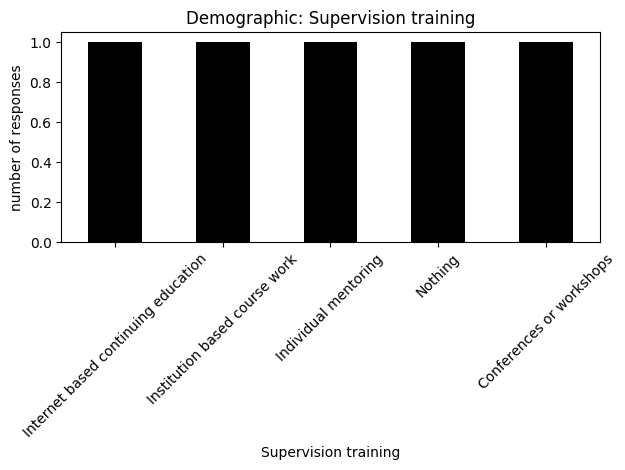 Demographic: Supervision training
number of responses
1.0
0.8
0.6
0.4
0.2
0.0
Internet based continuing education
Institution based course work
Individual mentoring
Nothing
Conferences or workshops
Supervision training